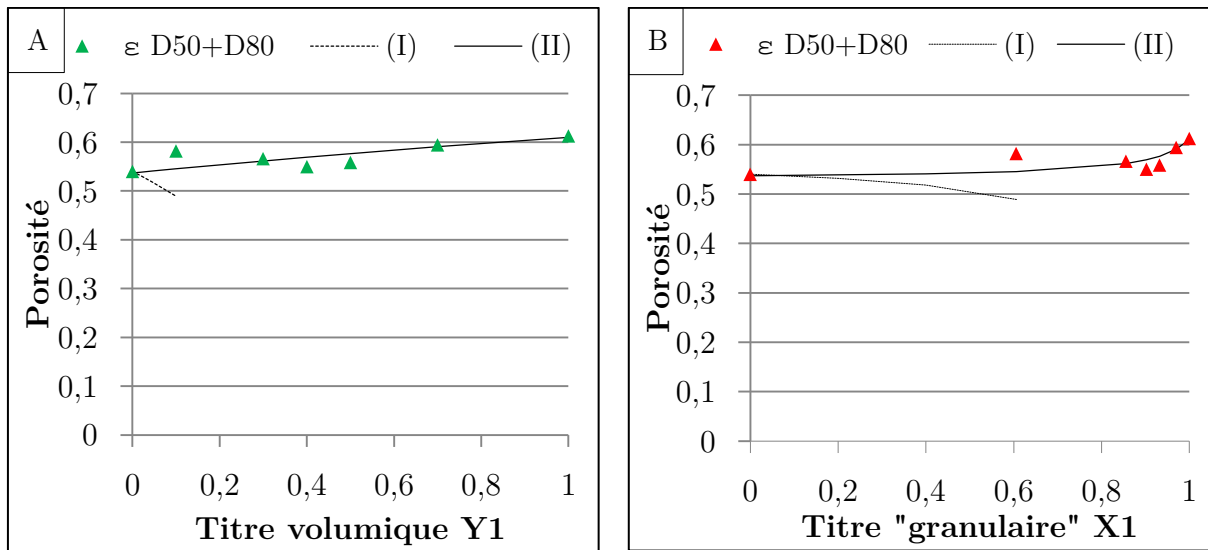 A
ε D50+D80
(I)
(II)
Porosité
0,7
0,6
0,5
0,4
0,3
0,2
0,1
0
0
0,2
0,4
0,6
0,8
1
Titre volumique Y1
B
ε D50+D80
(I)
(II)
Porosité
0,7
0,6
0,5
0,4
0,3
0,2
0,1
0
0
0,2
0,4
0,6
0,8
1
Titre "granulaire" X1